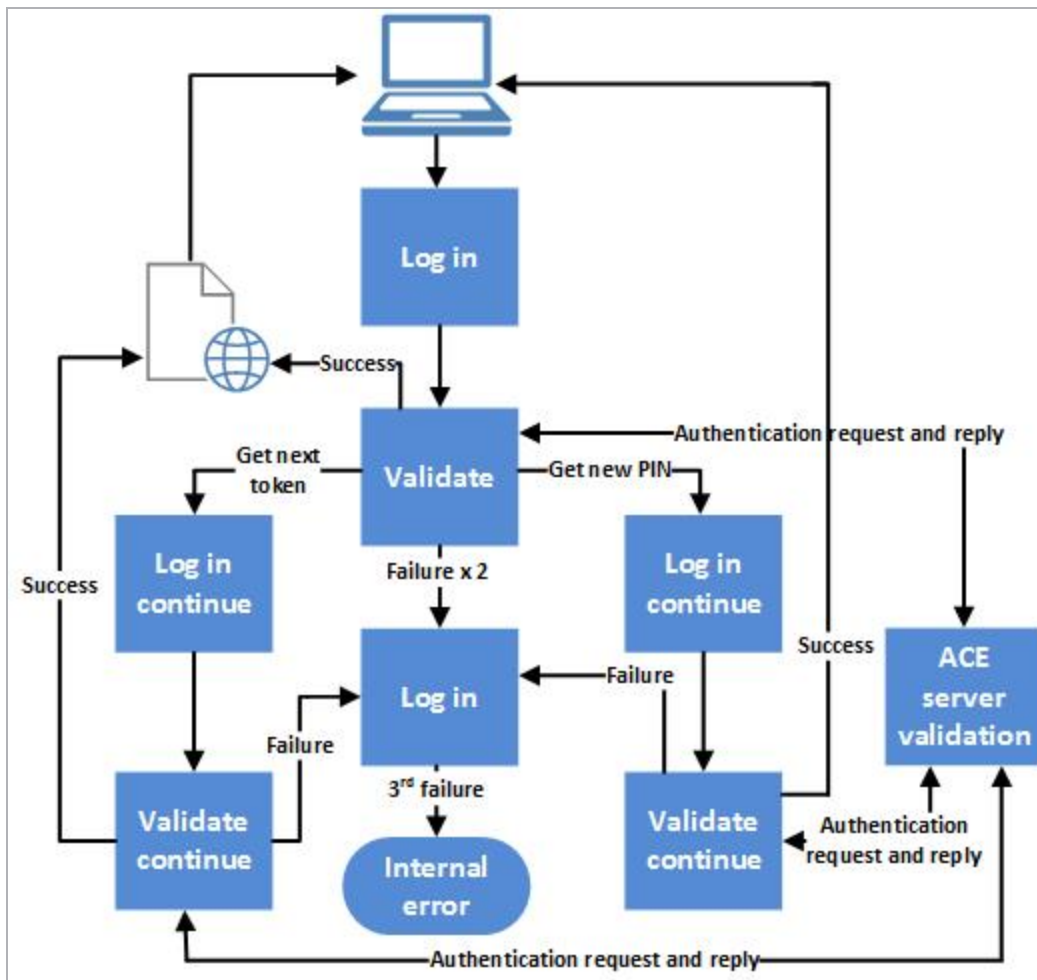 Log in
Success
Authentication request and reply
Validate
Get next
token
Get new PIN
Log in
continue
Failure x 2
Log in
continue
Success
Success
Failure
ACE
server
validation
Log in
Failure
3rd failure
Validate
continue
Validate
continue
Authentication
request and reply
Internal
error
Authentication request and reply